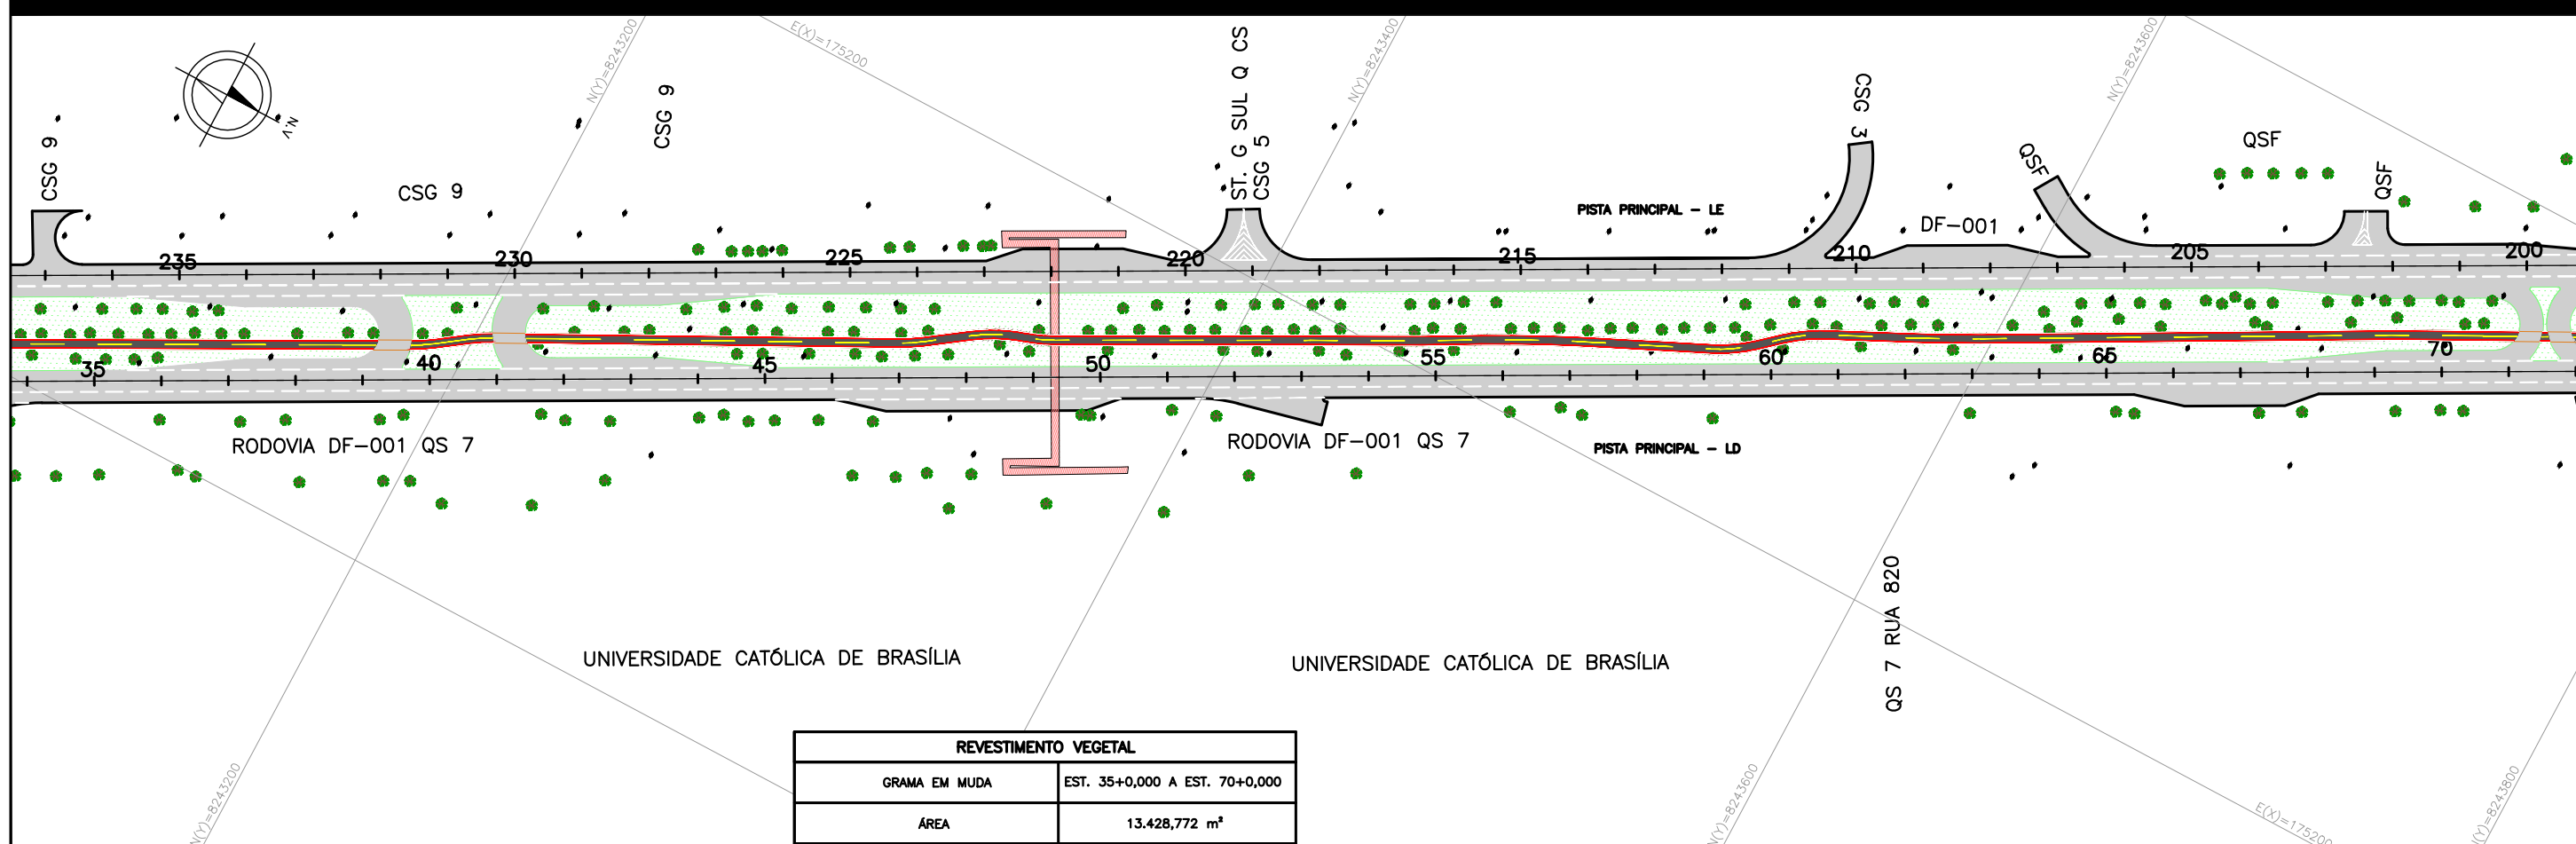 N(Y)=8243200
E(X)=175200
N(Y)=8243400
N(Y)=8243600
N.V
CSG 9
CSG 9
CSG 9
ST. G SUL Q CS
CSG 5
CSG 3
QSF
QSF
QSF
PISTA PRINCIPAL - LE
DF-001
235
230
225
220
215
210
205
200
35
40
45
50
55
60
65
70
RODOVIA DF-001 QS 7
RODOVIA DF-001 QS 7
PISTA PRINCIPAL - LD
QS 7 RUA 820
UNIVERSIDADE CATÓLICA DE BRASÍLIA
UNIVERSIDADE CATÓLICA DE BRASÍLIA
REVESTIMENTO VEGETAL
GRAMA EM MUDA
EST. 35+0,000 A EST. 70+0,000
ÁREA
13.428,772 m²
N(Y)=8243200
N(Y)=8243600
E(X)=175200
N(Y)=8243800